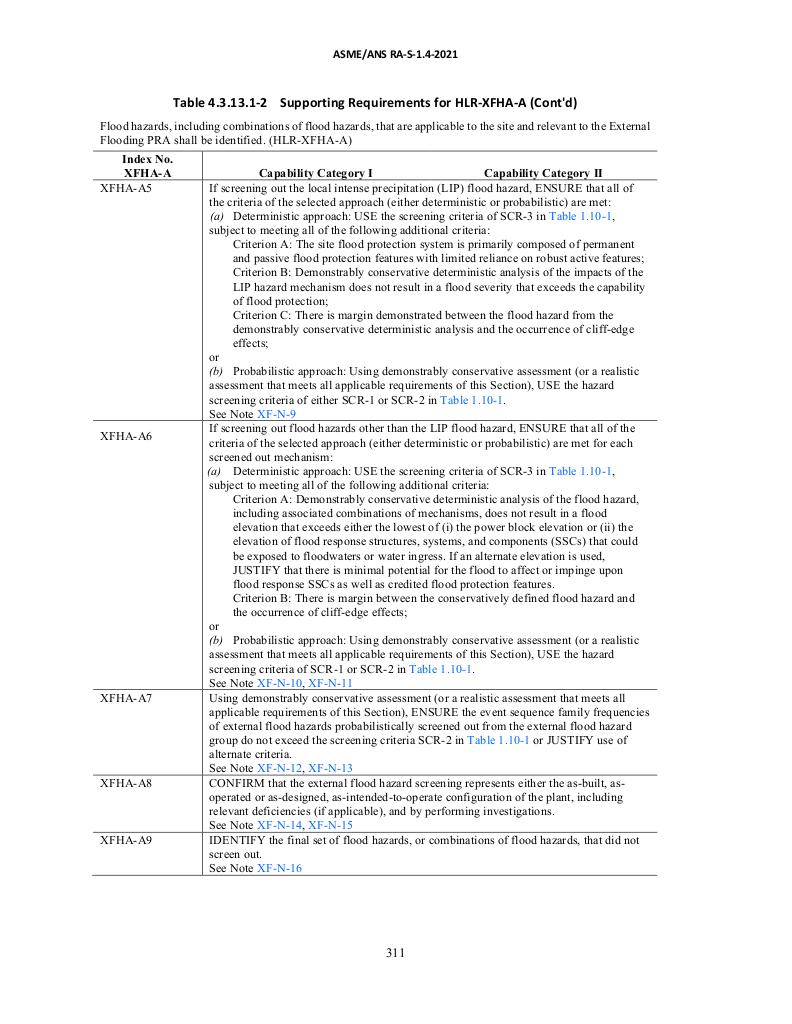 ASME/ANS RA-S-1.4-2021
Table 4.3.13.1-2 Supporting Requirements for HLR-XFHA-A (Cont'd)
Flood hazards, including combinations of flood hazards, that are applicable to the site and relevant to the External
Flooding PRA shall be identified. (HLR-XFHA-A)
Index No.
XFHA-A
Capability Category I Capability Category II
XFHA-A5
If screening out the local intense precipitation (LIP) flood hazard, ENSURE that all of
the criteria of the selected approach (either deterministic or probabilistic) are met:
(a) Deterministic approach: USE the screening criteria of SCR-3 in Table 1.10-1,
subject to meeting all of the following additional criteria:
Criterion A: The site flood protection system is primarily composed of permanent
and passive flood protection features with limited reliance on robust active features;
Criterion B: Demonstrably conservative deterministic analysis of the impacts of the
LIP hazard mechanism does not result in a flood severity that exceeds the capability
of flood protection;
Criterion C: There is margin demonstrated between the flood hazard from the
demonstrably conservative deterministic analysis and the occurrence of cliff-edge
effects;
or
(b) Probabilistic approach: Using demonstrably conservative assessment (or a realistic
assessment that meets all applicable requirements of this Section), USE the hazard
screening criteria of either SCR-1 or SCR-2 in Table 1.10-1.
See Note XF-N-9
XFHA-A6
If screening out flood hazards other than the LIP flood hazard, ENSURE that all of the
criteria of the selected approach (either deterministic or probabilistic) are met for each
screened out mechanism:
(a) Deterministic approach: USE the screening criteria of SCR-3 in Table 1.10-1,
subject to meeting all of the following additional criteria:
Criterion A: Demonstrably conservative deterministic analysis of the flood hazard,
including associated combinations of mechanisms, does not result in a flood
elevation that exceeds either the lowest of (i) the power block elevation or (ii) the
elevation of flood response structures, systems, and components (SSCs) that could
be exposed to floodwaters or water ingress. If an alternate elevation is used,
JUSTIFY that there is minimal potential for the flood to affect or impinge upon
flood response SSCs as well as credited flood protection features.
Criterion B: There is margin between the conservatively defined flood hazard and
the occurrence of cliff-edge effects;
or
(b) Probabilistic approach: Using demonstrably conservative assessment (or a realistic
assessment that meets all applicable requirements of this Section), USE the hazard
screening criteria of SCR-1 or SCR-2 in Table 1.10-1.
See Note XF-N-10, XF-N-11
XFHA-A7
Using demonstrably conservative assessment (or a realistic assessment that meets all
applicable requirements of this Section), ENSURE the event sequence family frequencies
of external flood hazards probabilistically screened out from the external flood hazard
group do not exceed the screening criteria SCR-2 in Table 1.10-1 or JUSTIFY use of
alternate criteria.
See Note XF-N-12, XF-N-13
XFHA-A8
CONFIRM that the external flood hazard screening represents either the as-built, as-
operated or as-designed, as-intended-to-operate configuration of the plant, including
relevant deficiencies (if applicable), and by performing investigations.
See Note XF-N-14, XF-N-15
XFHA-A9
IDENTIFY the final set of flood hazards, or combinations of flood hazards, that did not
screen out.
See Note XF-N-16
311